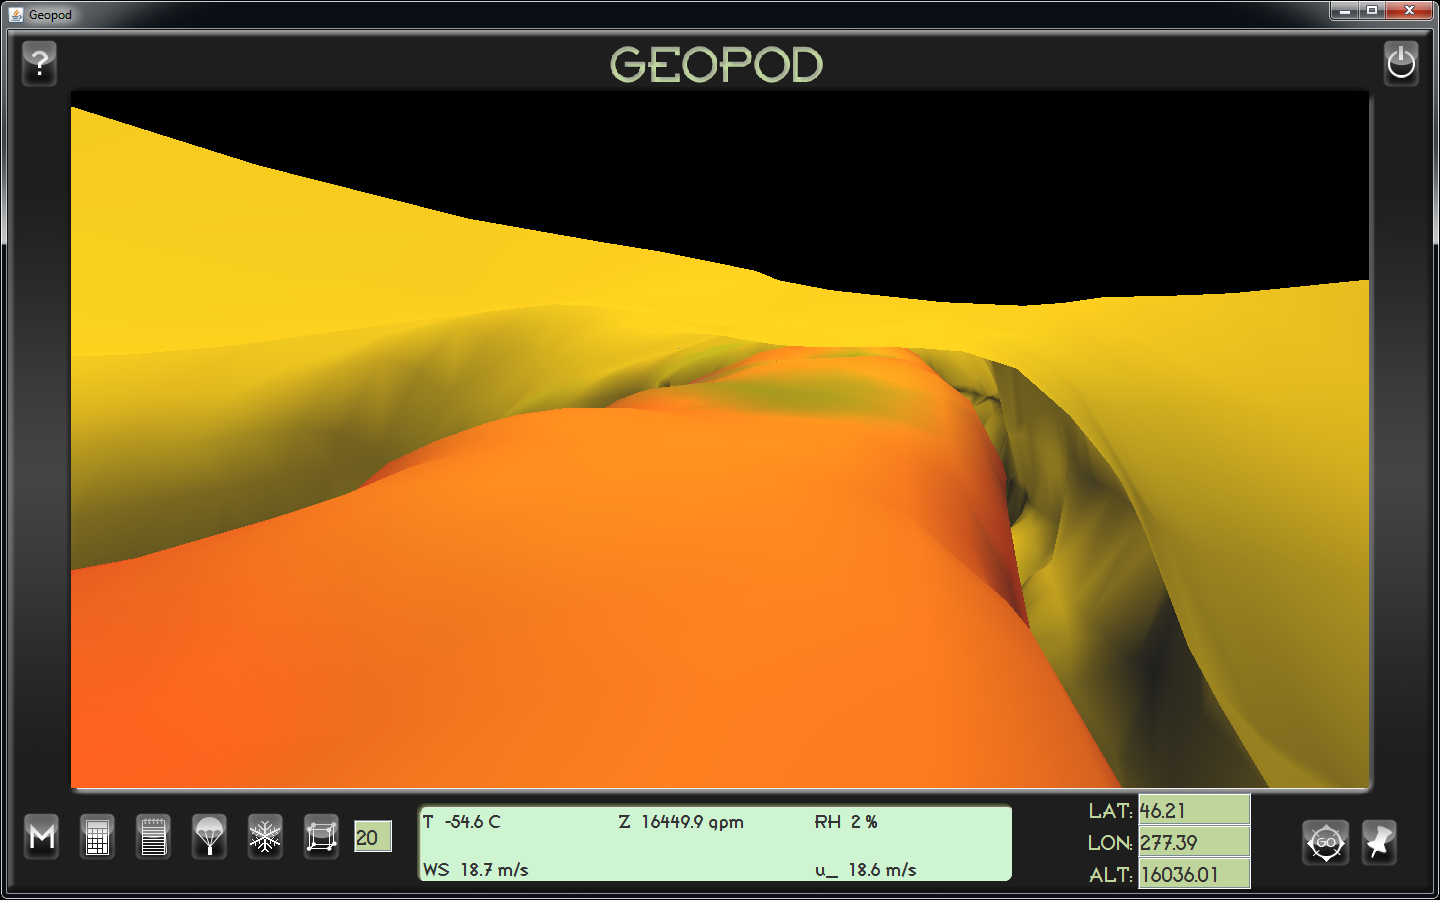 Geopod
?
GEOPOD
M
20
T -54.6 C Z 16449.9 gpm RH 2 %
WS 18.7 m/s u_ 18.6 m/s
LAT: 46.21
LON: 277.39
ALT: 16036.01
GO